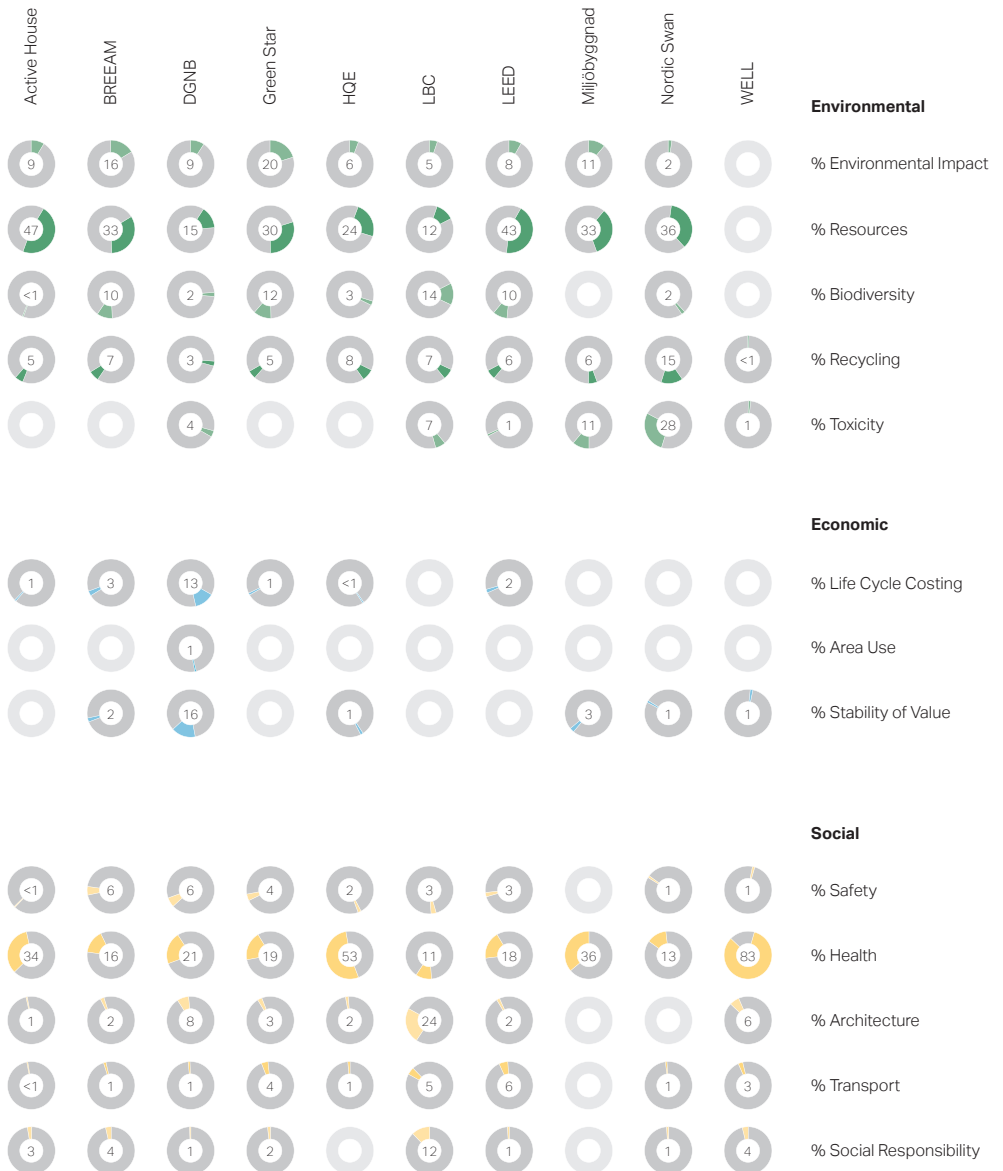 Active House
BREEAM
DGNB
Green Star
HQE
LBC
LEED
Miljöbyggnad
Nordic Swan
WELL
Environmental
9 16 9 20 6 5 8 11 2 % Environmental Impact
47 33 15 30 24 12 43 33 36 % Resources
<1 10 2 12 3 14 10 2 % Biodiversity
5 7 3 5 8 7 6 6 15 <1 % Recycling
4 7 1 11 28 1 % Toxicity
Economic
1 3 13 1 <1 2 % Life Cycle Costing
1 % Area Use
2 16 1 3 1 1 % Stability of Value
Social
<1 6 6 4 2 3 3 1 1 % Safety
34 16 21 19 53 11 18 36 13 83 % Health
1 2 8 3 2 24 2 6 % Architecture
<1 1 1 4 1 5 6 1 3 % Transport
3 4 1 2 12 1 1 4 % Social Responsibility